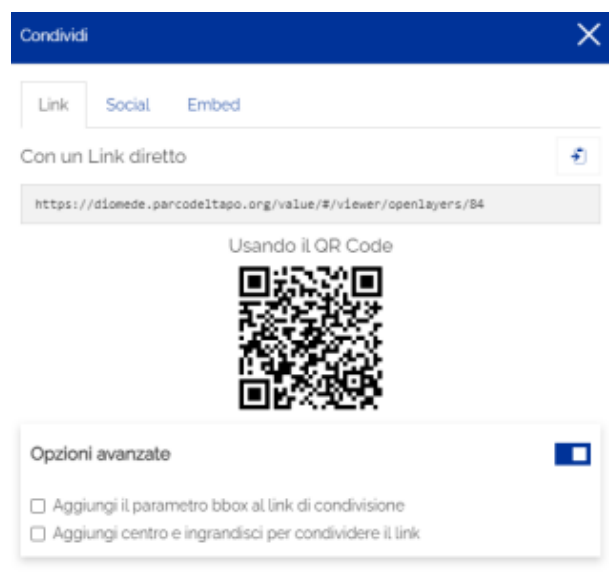 Condividi
Link Social Embed
Con un Link diretto
https://diomede.parcodeltapo.org/value/#/viewer/openlayers/84
Usando il QR Code
Opzioni avanzate
Aggiungi il parametro bbox al link di condivisione
Aggiungi centro e ingrandisci per condividere il link